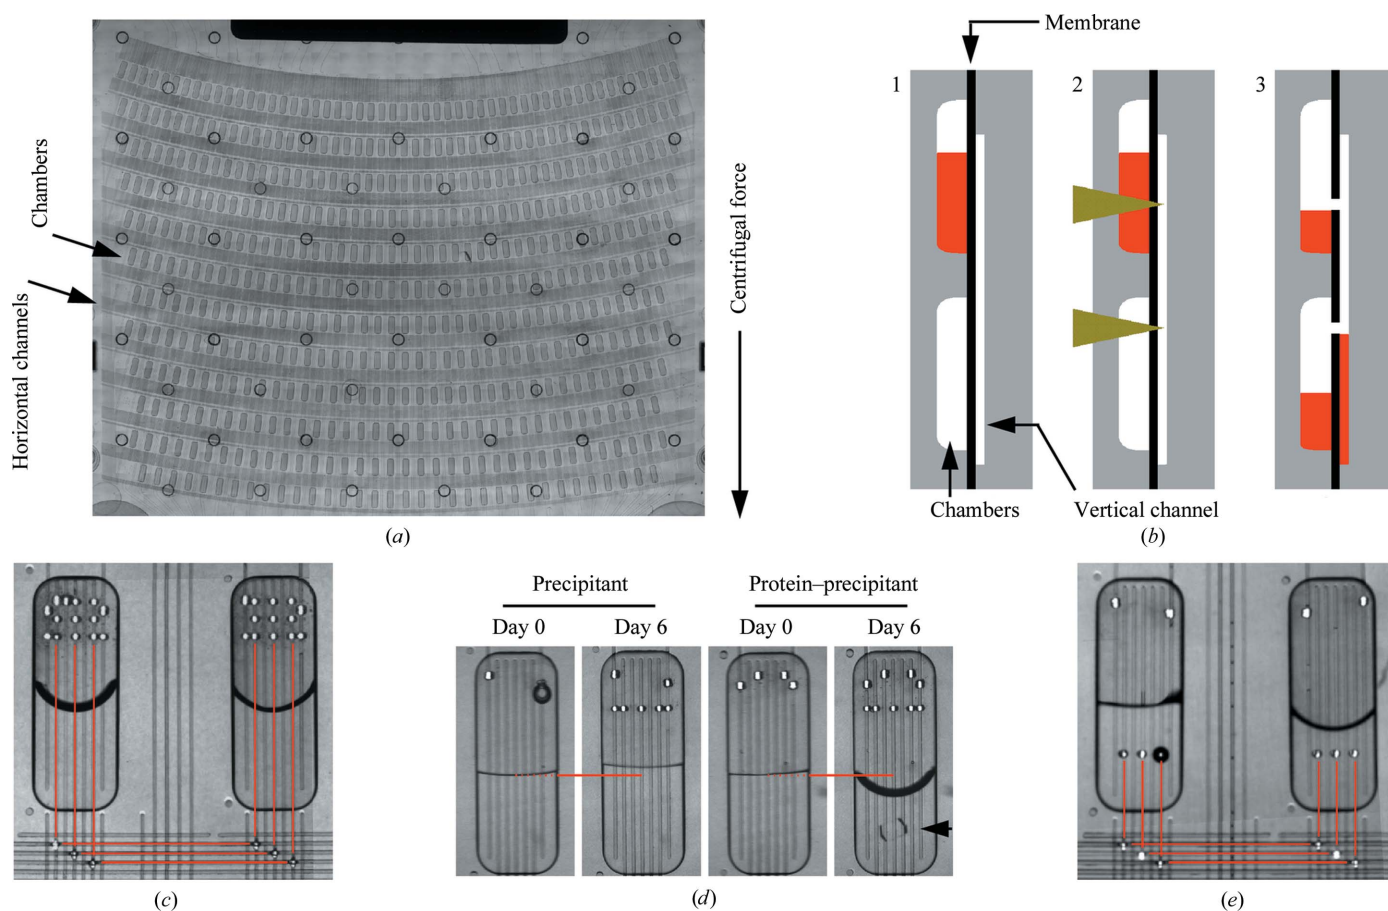 Chambers
Horizontal channels
(a)
Centrifugal force
Membrane
1
2
3
Chambers
Vertical channel
(b)
(c)
Precipitant
Protein–precipitant
Day 0
Day 6
Day 0
Day 6
(d)
(e)